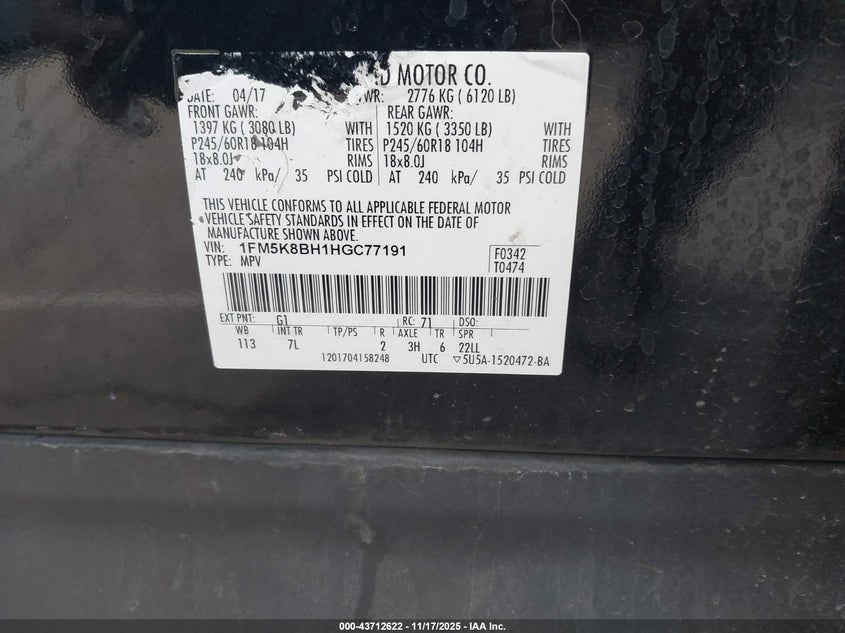 D MOTOR CO.
DATE: 04/17 WR: 2776 KG ( 6120 LB)
FRONT GAWR: REAR GAWR:
1397 KG ( 3080 LB) WITH 1520 KG ( 3350 LB) WITH
P245/60R18 104H TIRES P245/60R18 104H TIRES
18x8.0J RIMS 18x8.0J RIMS
AT 240 kPa/ 35 PSI COLD AT 240 kPa/ 35 PSI COLD
THIS VEHICLE CONFORMS TO ALL APPLICABLE FEDERAL MOTOR
VEHICLE SAFETY STANDARDS IN EFFECT ON THE DATE OF
MANUFACTURE SHOWN ABOVE.
VIN: 1FM5K8BH1HGC77191 F0342
TYPE: MPV T0474
EXT PNT: G1 RC: 71 DSO:
WB INT TR TP/PS R AXLE TR SPR
113 7L 2 3H 6 22LL
1201704158248 UTC ▽5U5A-1520472-BA
000-43712622 - 11/17/2025 - IAA Inc.